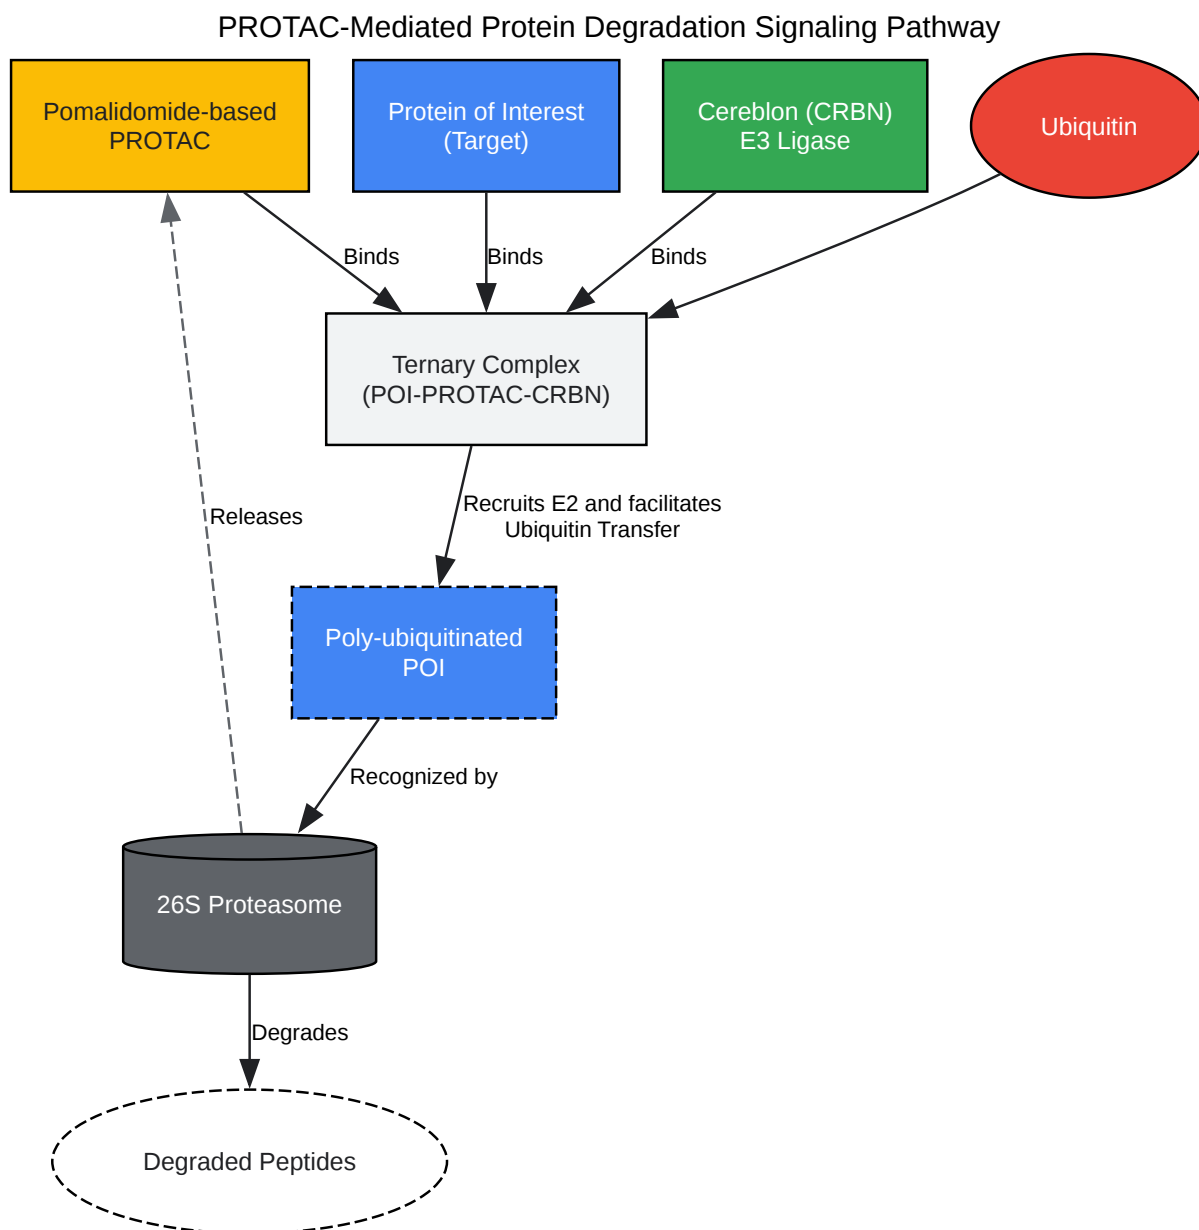 PROTAC-Mediated Protein Degradation Signaling Pathway
Pomalidomide-based
PROTAC
Protein of Interest
(Target)
Cereblon (CRBN)
E3 Ligase
Ubiquitin
Binds
Binds
Binds
Ternary Complex
(POI-PROTAC-CRBN)
Releases
Recruits E2 and facilitates
Ubiquitin Transfer
Poly-ubiquitinated
POI
Recognized by
26S Proteasome
Degrades
Degraded Peptides